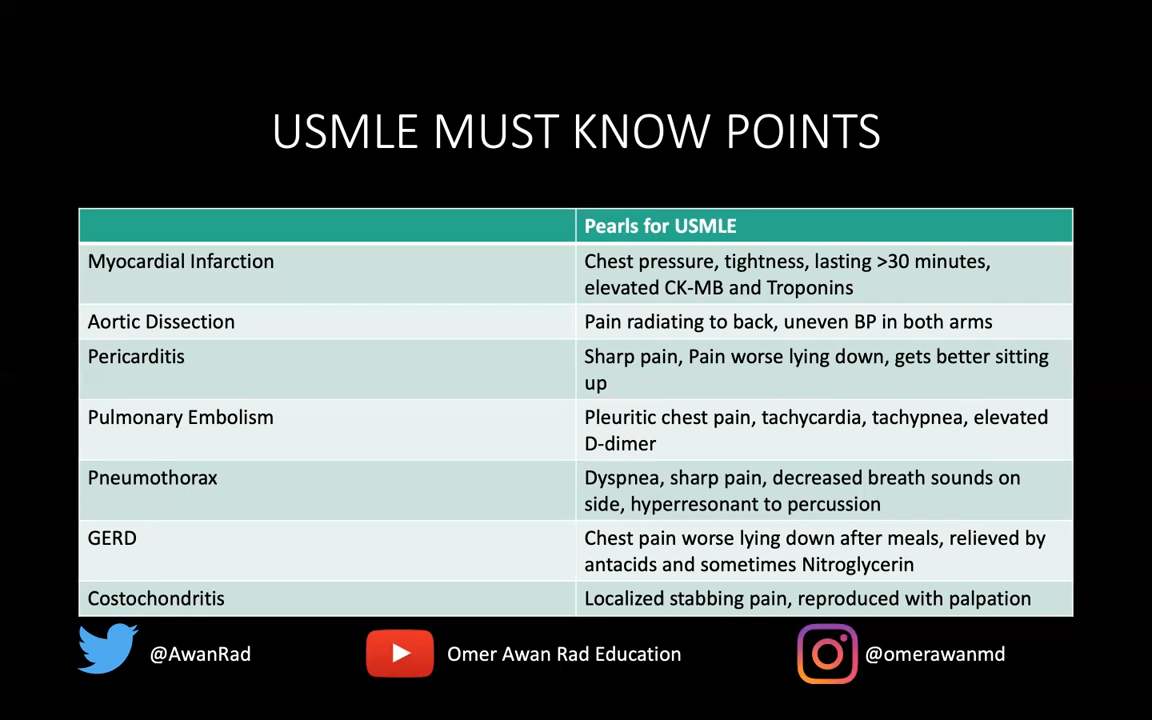 USMLE MUST KNOW POINTS
Pearls for USMLE
Myocardial Infarction
Chest pressure, tightness, lasting >30 minutes,
elevated CK-MB and Troponins
Aortic Dissection
Pain radiating to back, uneven BP in both arms
Pericarditis
Sharp pain, Pain worse lying down, gets better sitting
up
Pulmonary Embolism
Pleuritic chest pain, tachycardia, tachypnea, elevated
D-dimer
Pneumothorax
Dyspnea, sharp pain, decreased breath sounds on
side, hyperresonant to percussion
GERD
Chest pain worse lying down after meals, relieved by
antacids and sometimes Nitroglycerin
Costochondritis
Localized stabbing pain, reproduced with palpation
@AwanRad
Omer Awan Rad Education
@omerawanmd